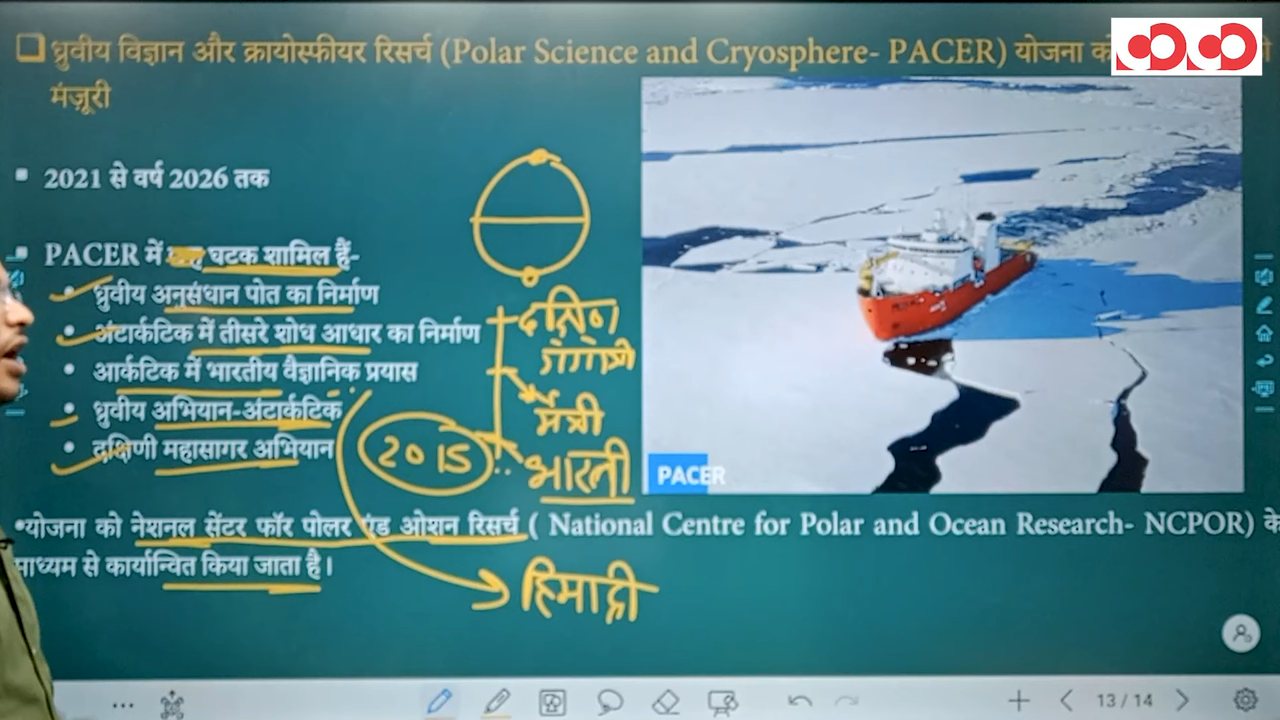 ध्रुवीय विज्ञान और क्रायोस्फीयर रिसर्च (Polar Science and Cryosphere- PACER) योजना को
मंज़ूरी
2021 से वर्ष 2026 तक
PACER में घटक शामिल हैं-
ध्रुवीय अनुसंधान पोत का निर्माण
अंटार्कटिक में तीसरे शोध आधार का निर्माण
आर्कटिक में भारतीय वैज्ञानिक प्रयास
ध्रुवीय अभियान-अंटार्कटिक
दक्षिणी महासागर अभियान
दक्षिण
गंगोत्री
मैत्री
2015
भारती
PACER
•योजना को नेशनल सेंटर फॉर पोलर एंड ओशन रिसर्च ( National Centre for Polar and Ocean Research- NCPOR) के
माध्यम से कार्यान्वित किया जाता है।
हिमाद्री
13 / 14